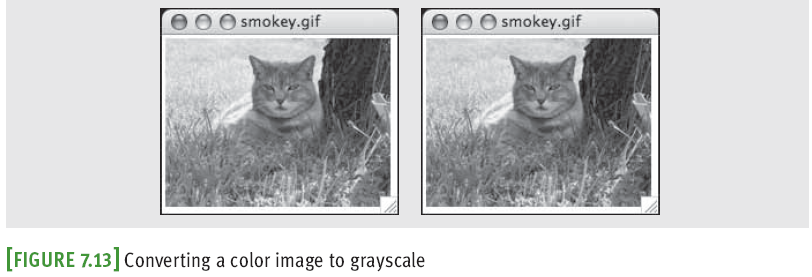 smokey.gif
smokey.gif
[FIGURE 7.13] Converting a color image to grayscale